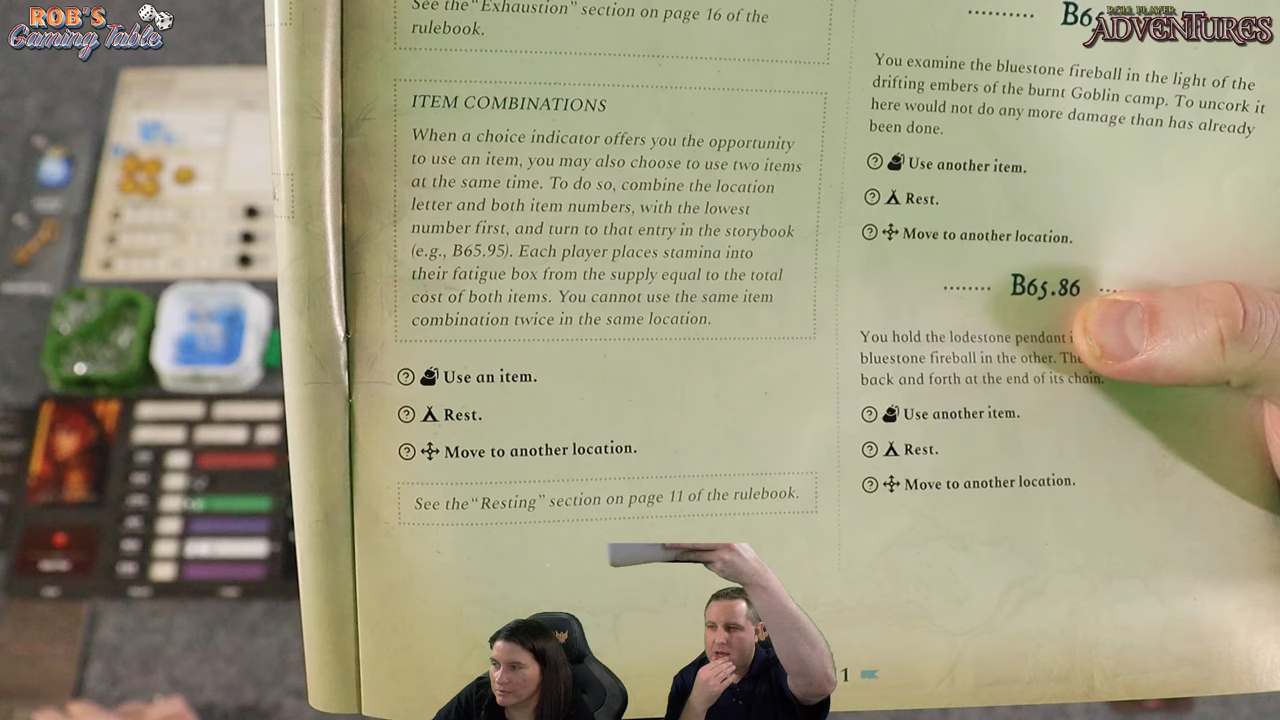 ROB'S
Gaming Table
ROLE PLAYER
ADVENTURES
See the "Exhaustion" section on page 16 of the
rulebook.
ITEM COMBINATIONS
When a choice indicator offers you the opportunity
to use an item, you may also choose to use two items
at the same time. To do so, combine the location
letter and both item numbers, with the lowest
number first, and turn to that entry in the storybook
(e.g., B65.95). Each player places stamina into
their fatigue box from the supply equal to the total
cost of both items. You cannot use the same item
combination twice in the same location.
Use an item.
Rest.
Move to another location.
See the "Resting" section on page 11 of the rulebook.
You examine the bluestone fireball in the light of the
drifting embers of the burnt Goblin camp. To uncork it
here would not do any more damage than has already
been done.
Use another item.
Rest.
Move to another location.
B65.86
You hold the lodestone pendant
bluestone fireball in the other.
back and forth at the end of its chain.
Use another item.
Rest.
Move to another location.